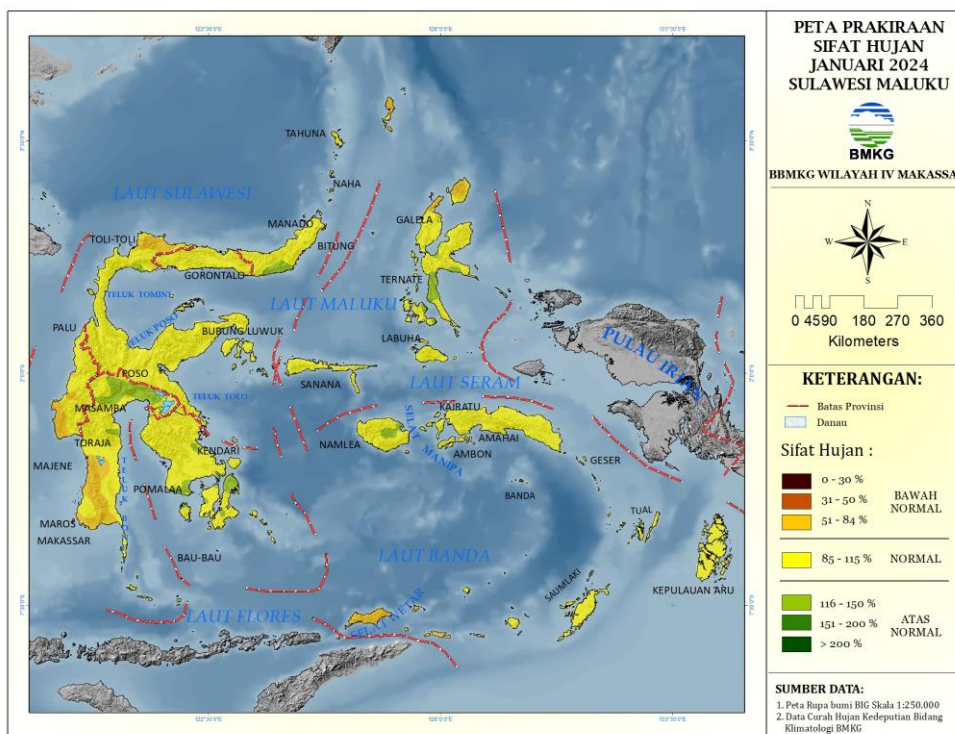 PETA PRAKIRAAN
SIFAT HUJAN
JANUARI 2024
SULAWESI MALUKU
BMKG
BBMKG WILAYAH IV MAKASSA
N
W E
S
0 4590 180 270 360
Kilometers
KETERANGAN:
Batas Provinsi
Danau
Sifat Hujan :
0 - 30 %
31 - 50 %
51 - 84 %
BAWAH
NORMAL
85 - 115 %
NORMAL
116 - 150 %
151 - 200 %
> 200 %
ATAS
NORMAL
SUMBER DATA:
1. Peta Rupa bumi BIG Skala 1:250.000
2. Data Curah Hujan Kedeputian Bidang
Klimatologi BMKG
TAHUNA
NAHA
LAUT SULAWESI
MANADO
GALELA
TOLI-TOLI
BITUNG
GORONTALO
TERNATE
TELUK TOMINI
LAUT MALUKU
PALU
TELUK POSO
BUBUNG LUWUK
LABUHA
PULAU IRIAN
POSO
SANANA
LAUT SERAM
TELUK TOLO
MASAMBA
KAIRATU
SELAT MANIPA
TORAJA
NAMLEA
AMAHAI
KENDARI
AMBON
GESER
MAJENE
POMALAA
BANDA
MAROS
MAKASSAR
TUAL
BAU-BAU
LAUT BANDA
KEPULAUAN ARU
SAUMLAKI
LAUT FLORES
SELAT WETAR